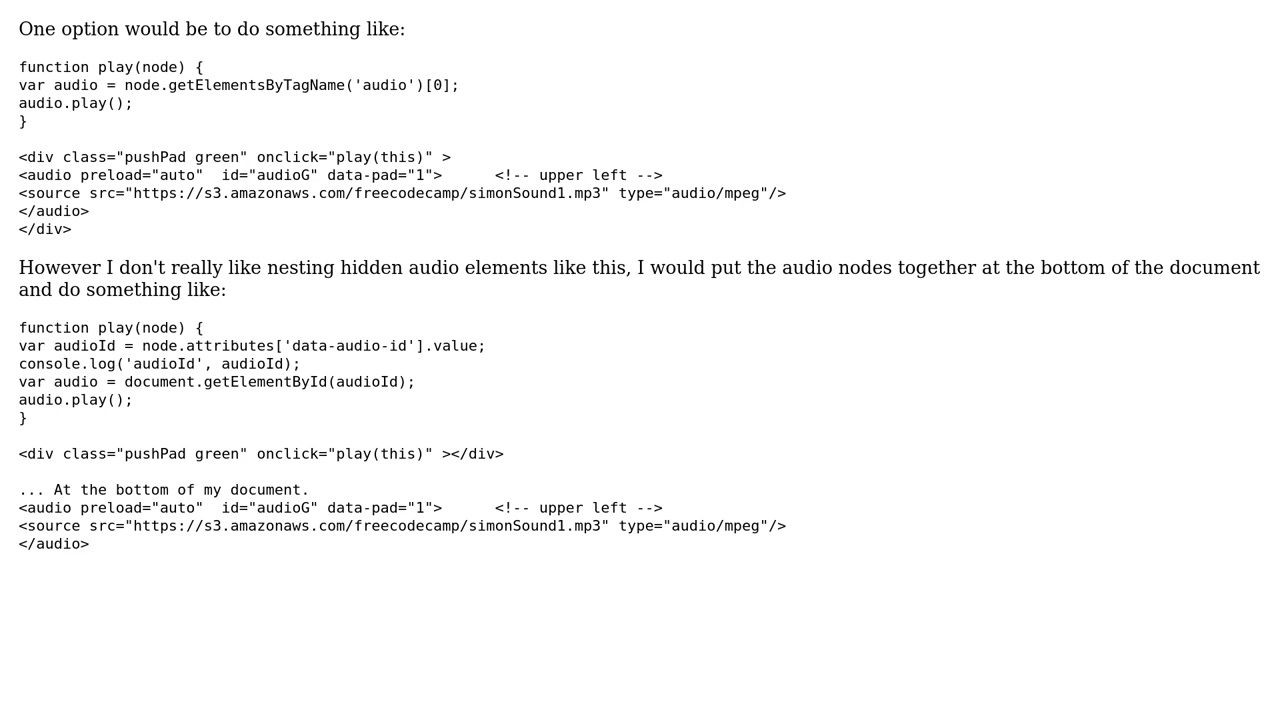 One option would be to do something like:
function play(node) {
var audio = node.getElementsByTagName('audio')[0];
audio.play();
}
<div class="pushPad green" onclick="play(this)" >
<audio preload="auto"  id="audioG" data-pad="1">      <!-- upper left -->
<source src="https://s3.amazonaws.com/freecodecamp/simonSound1.mp3" type="audio/mpeg"/>
</audio>
</div>
However I don't really like nesting hidden audio elements like this, I would put the audio nodes together at the bottom of the document
and do something like:
function play(node) {
var audioId = node.attributes['data-audio-id'].value;
console.log('audioId', audioId);
var audio = document.getElementById(audioId);
audio.play();
}
<div class="pushPad green" onclick="play(this)" ></div>
... At the bottom of my document.
<audio preload="auto"  id="audioG" data-pad="1">      <!-- upper left -->
<source src="https://s3.amazonaws.com/freecodecamp/simonSound1.mp3" type="audio/mpeg"/>
</audio>